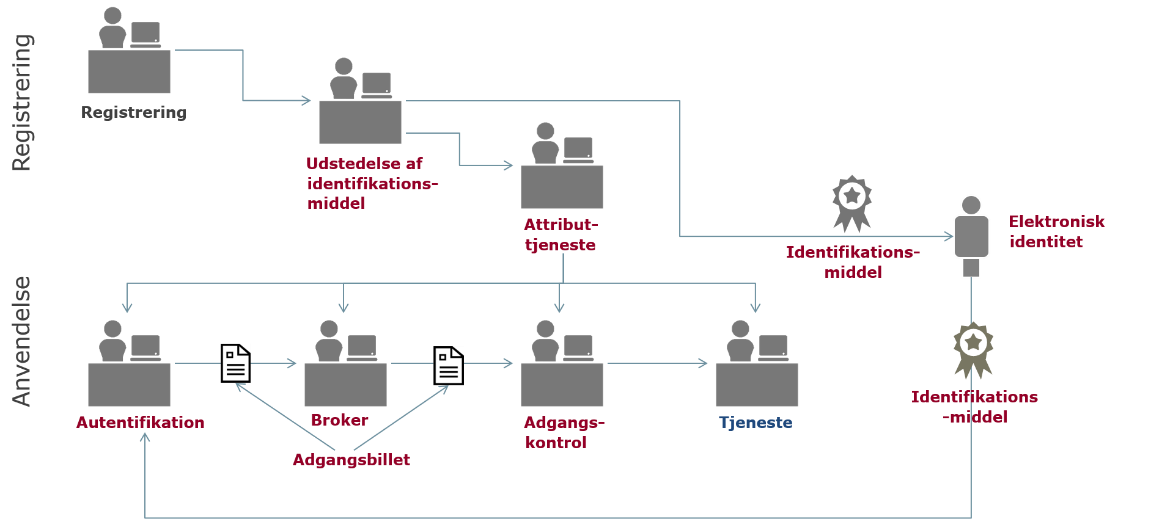 Registrering
Registrering
Udstedelse af
identifikations-
middel
Attribut-
tjeneste
Identifikations-
middel
Elektronisk
identitet
Anvendelse
Autentifikation
Broker
Adgangs-
kontrol
Tjeneste
Identifikations
-middel
Adgangsbillet